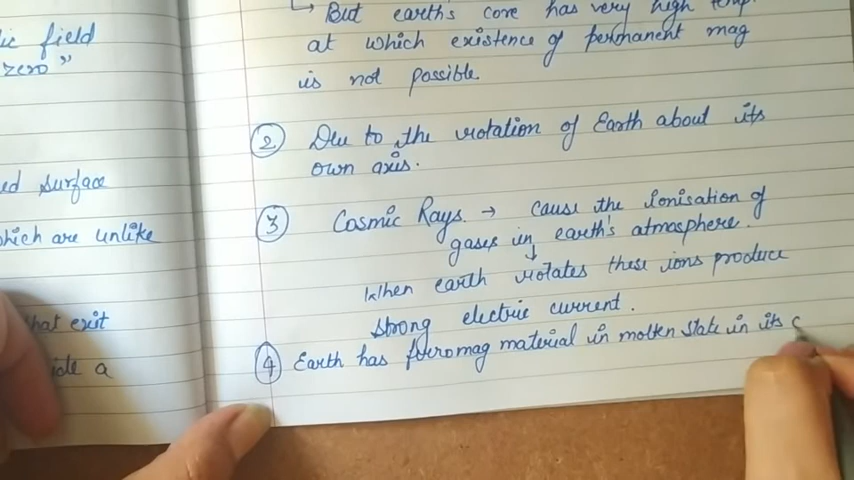 ic field
zero"
ed surface
which are unlike
that exit
ide a
↳ But earth's core has very high temp.
at which existence of permanent mag
is not possible.
② Due to the rotation of Earth about its
own axis.
③ Cosmic Rays. → cause the ionisation of
gases in earth's atmosphere.
↓
When earth rotates these ions produce
strong electric current.
④ Earth has ferromag material in molten state in its c